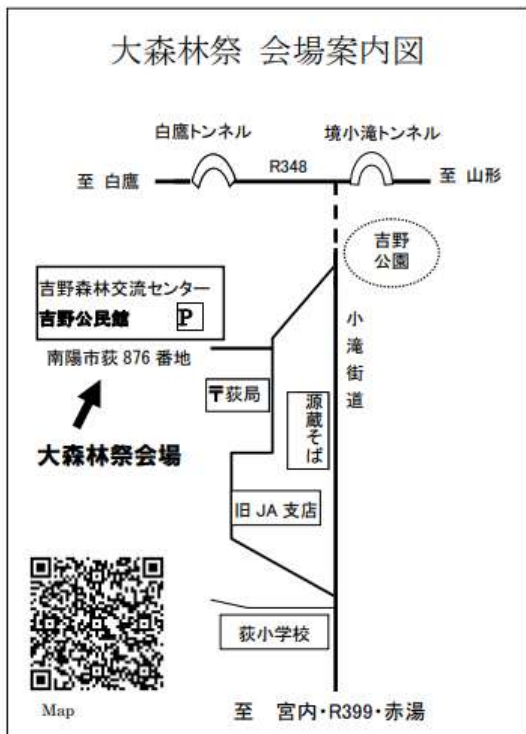 大森林祭 会場案内図
白鷹トンネル
境小滝トンネル
R348
至 白鷹
至 山形
吉野
公園
吉野森林交流センター
吉野公民館 P
南陽市荻 876 番地
小滝街道
〒荻局
源蔵そば
大森林祭会場
旧 JA 支店
荻小学校
Map
至 宮内・R399・赤湯